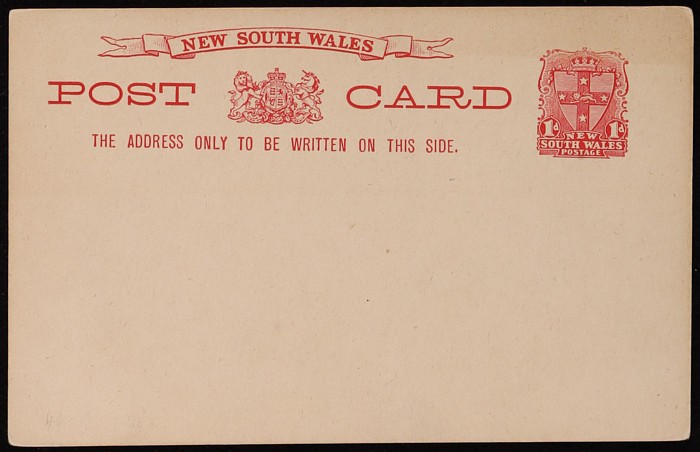 NEW SOUTH WALES
POST CARD
THE ADDRESS ONLY TO BE WRITTEN ON THIS SIDE.
1d 1d
NEW
SOUTH WALES
POSTAGE